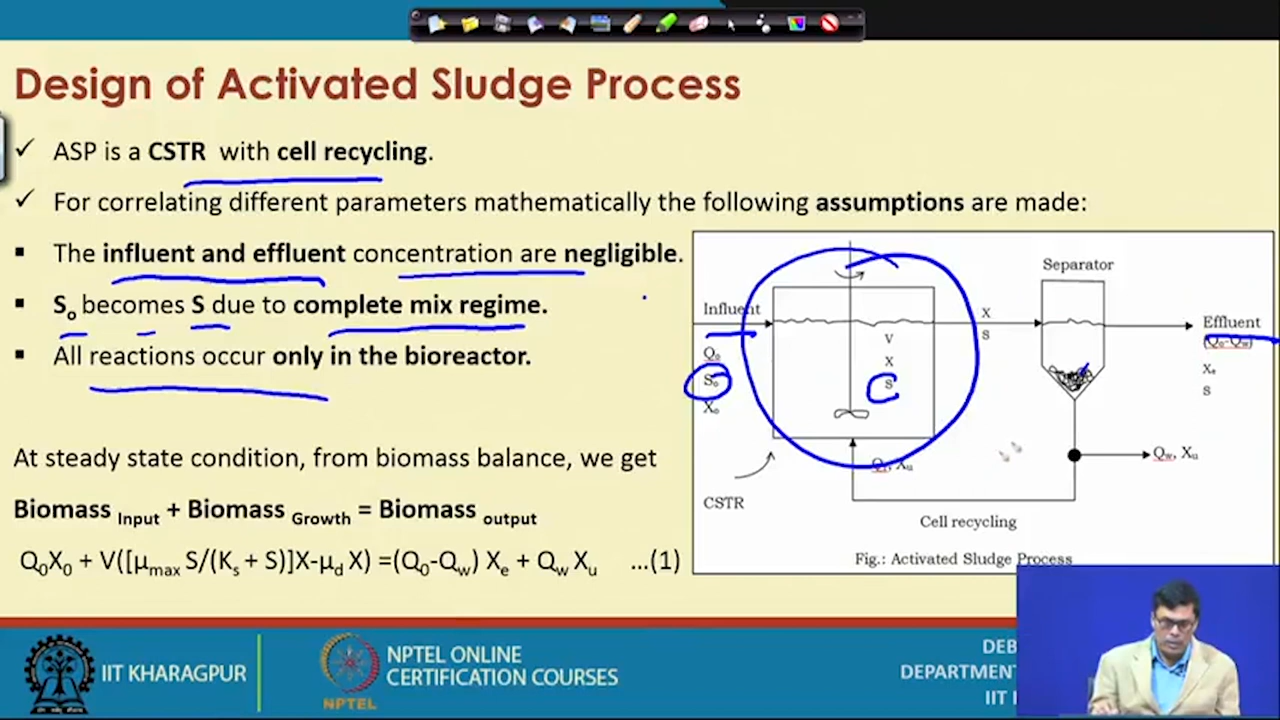 Design of Activated Sludge Process
✓ ASP is a CSTR with cell recycling.
✓ For correlating different parameters mathematically the following assumptions are made:
▪ The influent and effluent concentration are negligible.
▪ So becomes S due to complete mix regime.
▪ All reactions occur only in the bioreactor.
At steady state condition, from biomass balance, we get
Biomass Input + Biomass Growth = Biomass output
Q0X0 + V([μmax S/(Ks + S)]X-μd X) =(Q0-Qw) Xe + Qw Xu ...(1)
Influent
Q0
S0
X0
V
X
S
X
S
Separator
Effluent
(Q0-Qw)
Xe
S
Qr, Xu
Qw, Xu
CSTR
Cell recycling
Fig.: Activated Sludge Process
IIT KHARAGPUR
NPTEL
NPTEL ONLINE
CERTIFICATION COURSES
DEB
DEPARTMENT
IIT